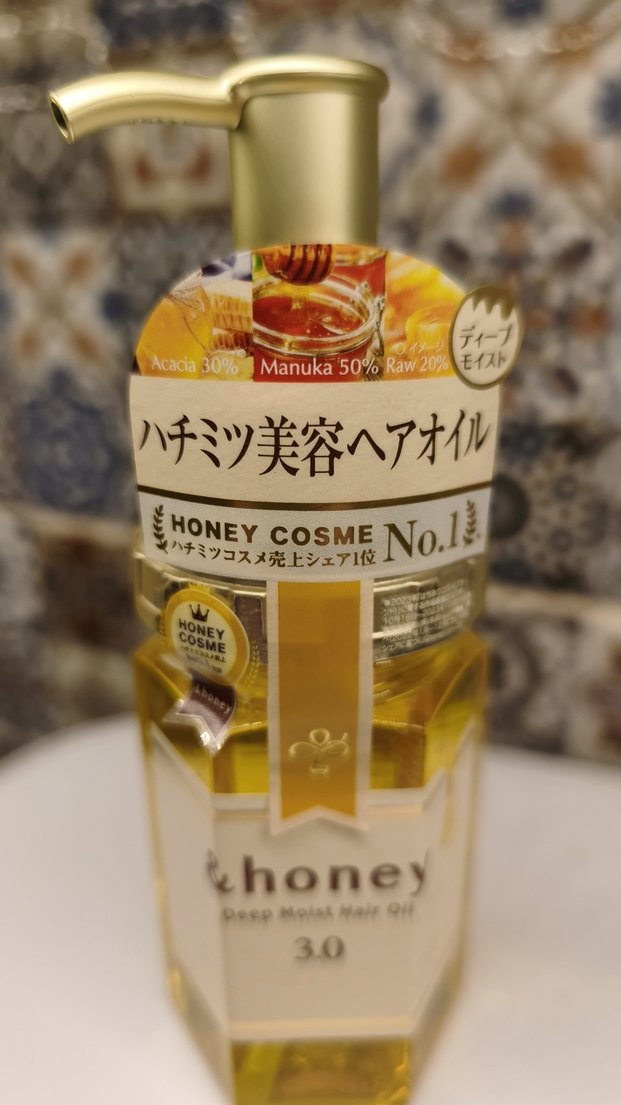 Acacia 30%
Manuka 50%
○イメージ
Raw 20%
ディープ
モイスト
ハチミツ美容ヘアオイル
HONEY COSME
ハチミツコスメ売上シェア1位
No.1
HONEY
COSME
&honey
&honey
Deep Moist Hair Oil
3.0